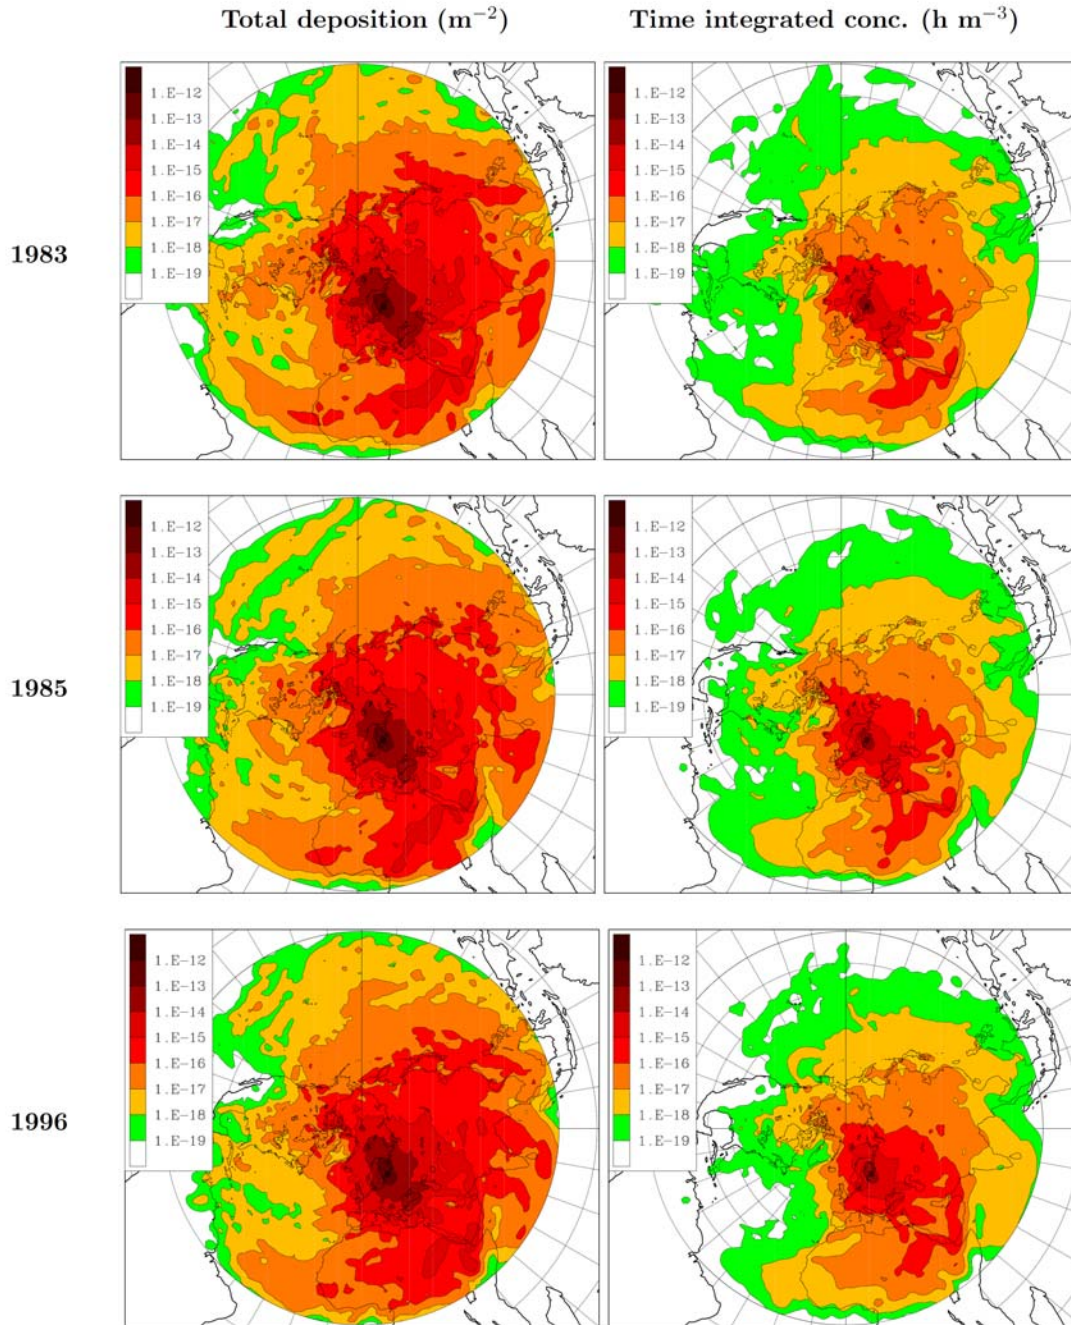 Total deposition (m⁻²) Time integrated conc. (h m⁻³)
1.E-12 1.E-12
1.E-13 1.E-13
1.E-14 1.E-14
1.E-15 1.E-15
1.E-16 1.E-16
1.E-17 1.E-17
1.E-18 1.E-18
1.E-19 1.E-19
1983
1.E-12 1.E-12
1.E-13 1.E-13
1.E-14 1.E-14
1.E-15 1.E-15
1.E-16 1.E-16
1.E-17 1.E-17
1.E-18 1.E-18
1.E-19 1.E-19
1985
1.E-12 1.E-12
1.E-13 1.E-13
1.E-14 1.E-14
1.E-15 1.E-15
1.E-16 1.E-16
1.E-17 1.E-17
1.E-18 1.E-18
1.E-19 1.E-19
1996